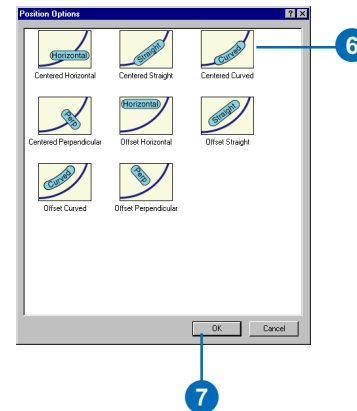 Position Options
Horizontal
Straight
Curved
6
Centered Horizontal
Centered Straight
Centered Curved
Perp
Horizontal
Straight
Centered Perpendicular
Offset Horizontal
Offset Straight
Curved
Perp
Offset Curved
Offset Perpendicular
OK
Cancel
7